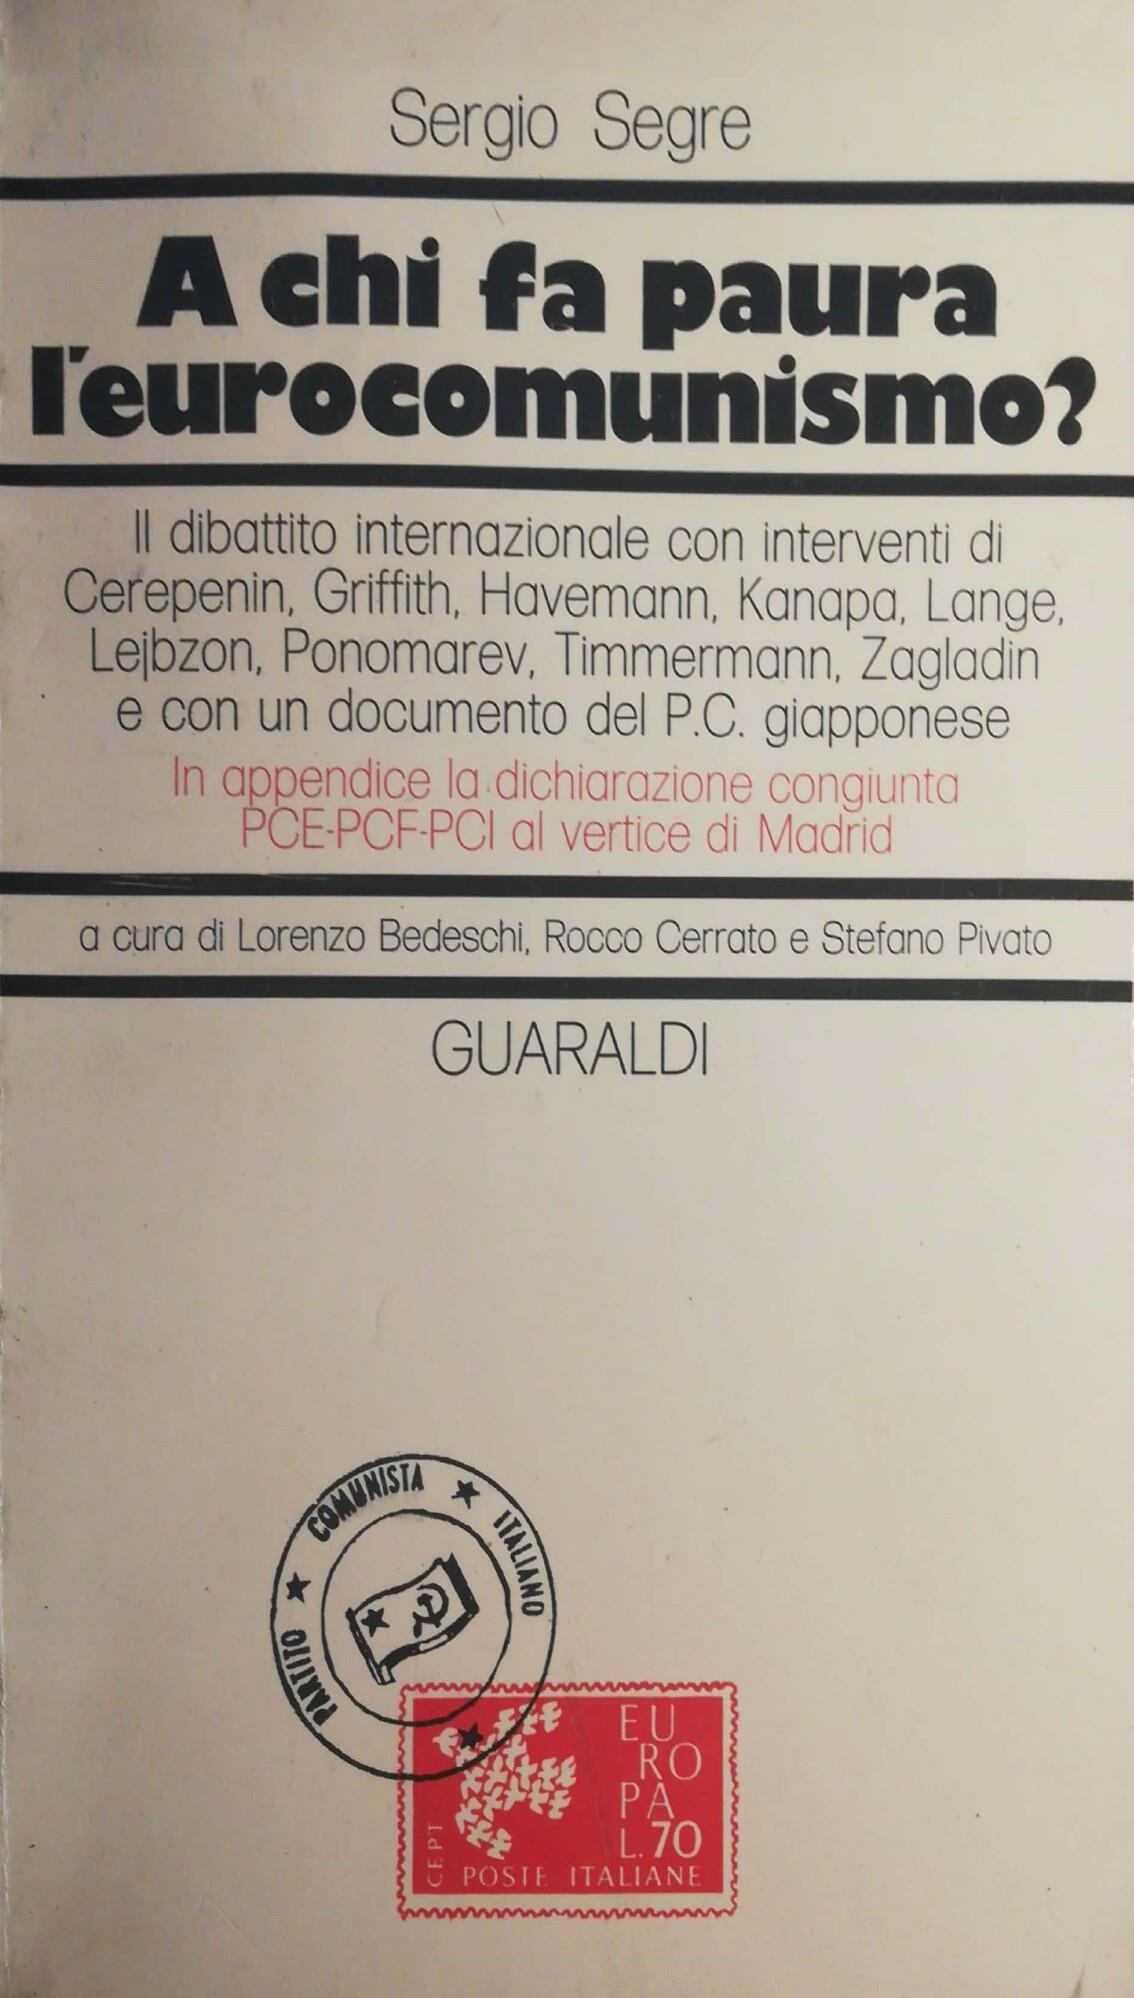 Sergio Segre
A chi fa paura
l'eurocomunismo?
Il dibattito internazionale con interventi di
Cerepenin, Griffith, Havemann, Kanapa, Lange,
Lejbzon, Ponomarev, Timmermann, Zagladin
e con un documento del P.C. giapponese
In appendice la dichiarazione congiunta
PCE-PCF-PCI al vertice di Madrid
a cura di Lorenzo Bedeschi, Rocco Cerrato e Stefano Pivato
GUARALDI
PARTITO ★ COMUNISTA ★ ITALIANO ★
EU
RO
PA
L.70
CEPT
POSTE ITALIANE